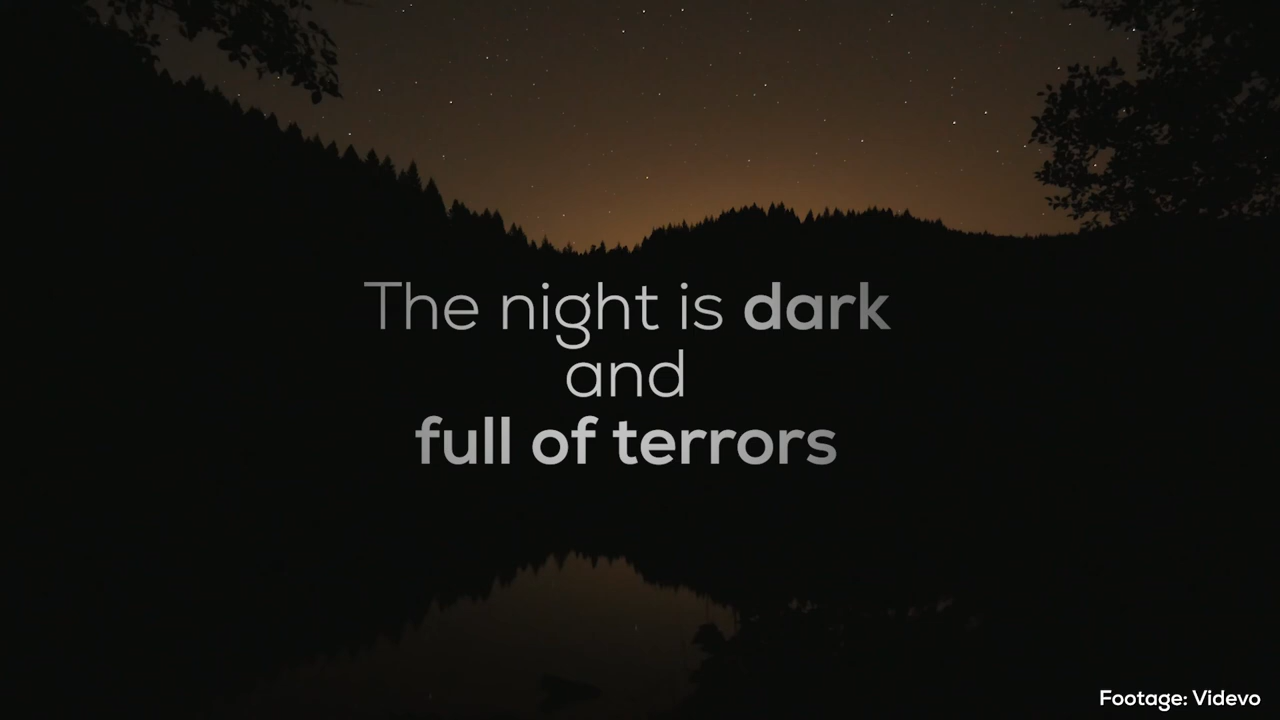 The night is dark
and
full of terrors
Footage: Videvo